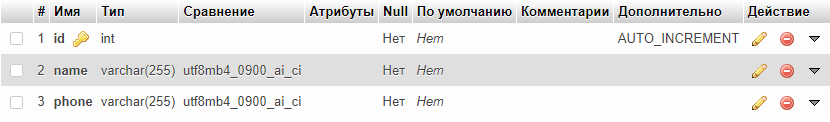 # Имя Тип Сравнение Атрибуты Null По умолчанию Комментарии Дополнительно Действие
1 id int Нет Нет AUTO_INCREMENT
2 name varchar(255) utf8mb4_0900_ai_ci Нет Нет
3 phone varchar(255) utf8mb4_0900_ai_ci Нет Нет